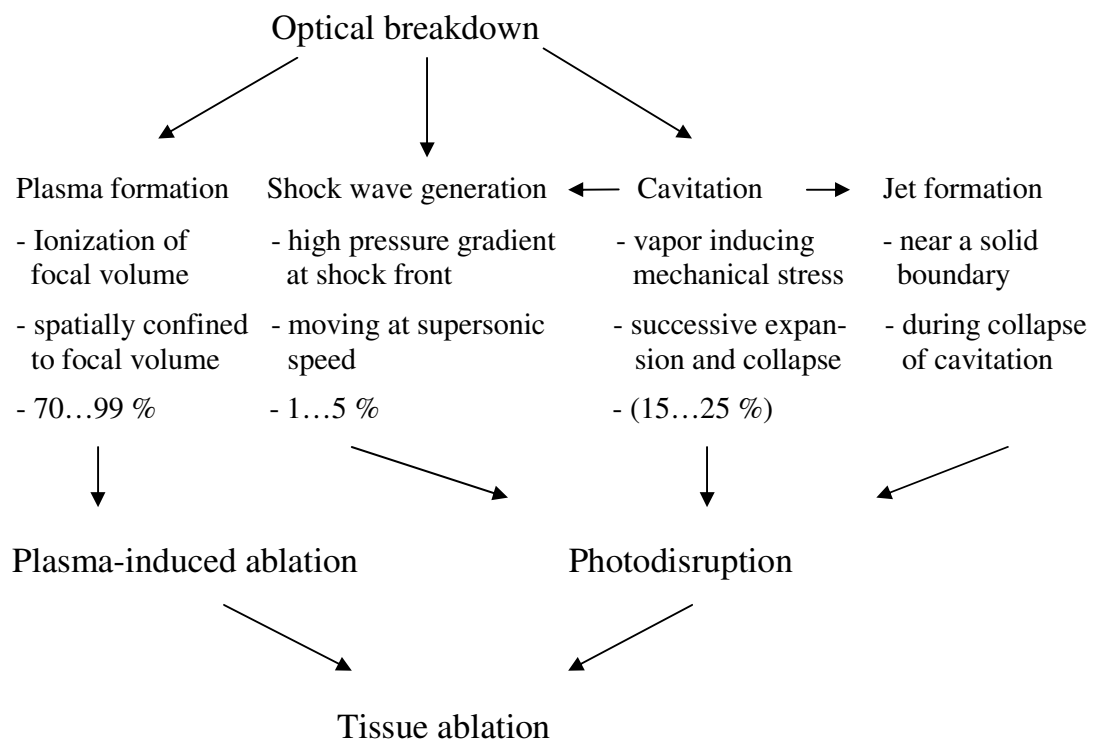 Optical breakdown
Plasma formation
- Ionization of
focal volume
- spatially confined
to focal volume
- 70…99 %
Shock wave generation
- high pressure gradient
at shock front
- moving at supersonic
speed
- 1…5 %
Cavitation
- vapor inducing
mechanical stress
- successive expan-
sion and collapse
- (15…25 %)
Jet formation
- near a solid
boundary
- during collapse
of cavitation
Plasma-induced ablation
Photodisruption
Tissue ablation